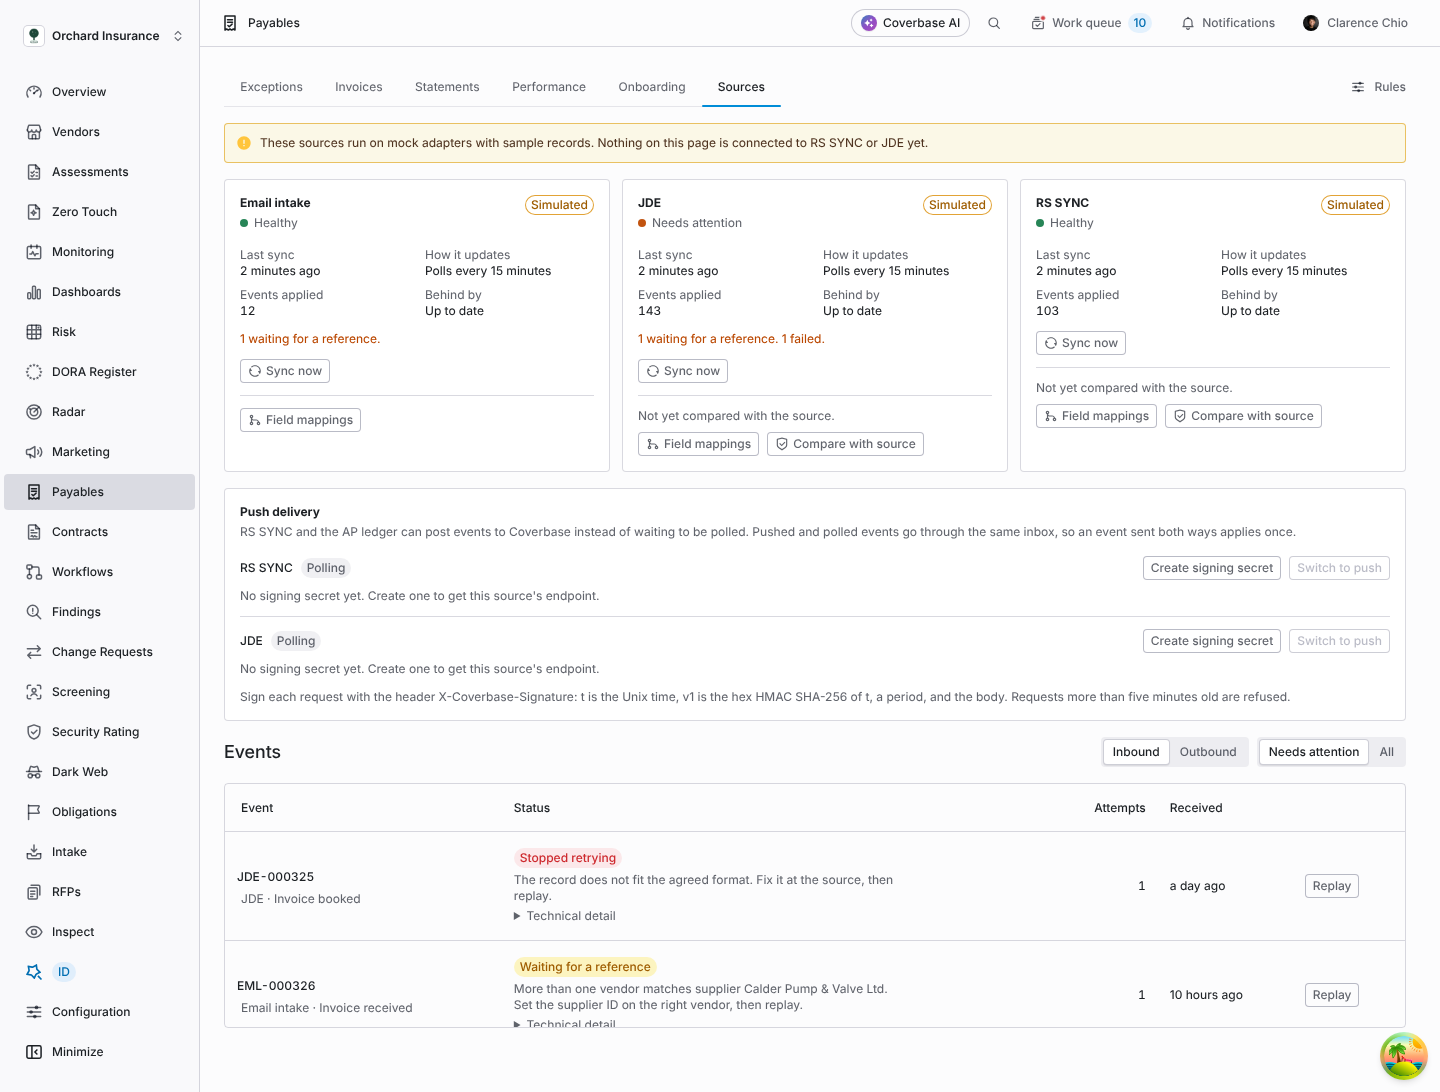 Orchard Insurance
Overview
Vendors
Assessments
Zero Touch
Monitoring
Dashboards
Risk
DORA Register
Radar
Marketing
Payables
Contracts
Workflows
Findings
Change Requests
Screening
Security Rating
Dark Web
Obligations
Intake
RFPs
Inspect
ID
Configuration
Minimize
Payables
Coverbase AI
Work queue 10
Notifications
Clarence Chio
Exceptions
Invoices
Statements
Performance
Onboarding
Sources
Rules
These sources run on mock adapters with sample records. Nothing on this page is connected to RS SYNC or JDE yet.
Email intake
Simulated
Healthy
Last sync
2 minutes ago
How it updates
Polls every 15 minutes
Events applied
12
Behind by
Up to date
1 waiting for a reference.
Sync now
Field mappings
JDE
Simulated
Needs attention
Last sync
2 minutes ago
How it updates
Polls every 15 minutes
Events applied
143
Behind by
Up to date
1 waiting for a reference. 1 failed.
Sync now
Not yet compared with the source.
Field mappings
Compare with source
RS SYNC
Simulated
Healthy
Last sync
2 minutes ago
How it updates
Polls every 15 minutes
Events applied
103
Behind by
Up to date
Sync now
Not yet compared with the source.
Field mappings
Compare with source
Push delivery
RS SYNC and the AP ledger can post events to Coverbase instead of waiting to be polled. Pushed and polled events go through the same inbox, so an event sent both ways applies once.
RS SYNC Polling
Create signing secret
Switch to push
No signing secret yet. Create one to get this source's endpoint.
JDE Polling
Create signing secret
Switch to push
No signing secret yet. Create one to get this source's endpoint.
Sign each request with the header X-Coverbase-Signature: t is the Unix time, v1 is the hex HMAC SHA-256 of t, a period, and the body. Requests more than five minutes old are refused.
Events
Inbound
Outbound
Needs attention
All
Event
Status
Attempts
Received
JDE-000325
JDE · Invoice booked
Stopped retrying
The record does not fit the agreed format. Fix it at the source, then
replay.
Technical detail
1
a day ago
Replay
EML-000326
Email intake · Invoice received
Waiting for a reference
More than one vendor matches supplier Calder Pump & Valve Ltd.
Set the supplier ID on the right vendor, then replay.
Technical detail
1
10 hours ago
Replay